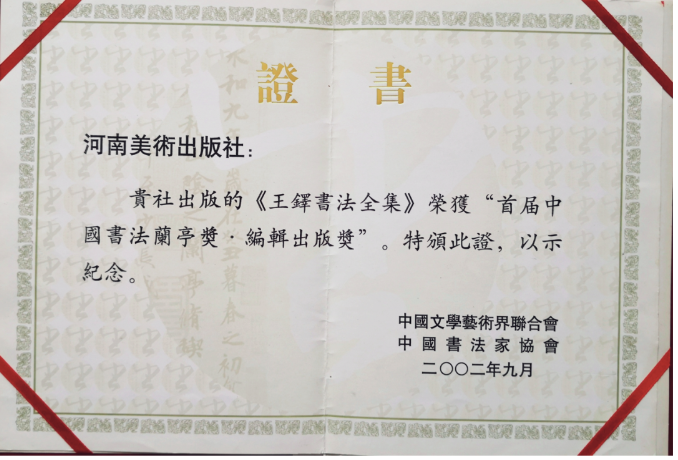 證書
河南美術出版社：
貴社出版的《王鐸書法全集》榮獲“首届中
國書法蘭亭獎·編輯出版獎”。特頒此證，以示
紀念。
中國文學藝術界聯合會
中國書法家協會
二〇〇二年九月